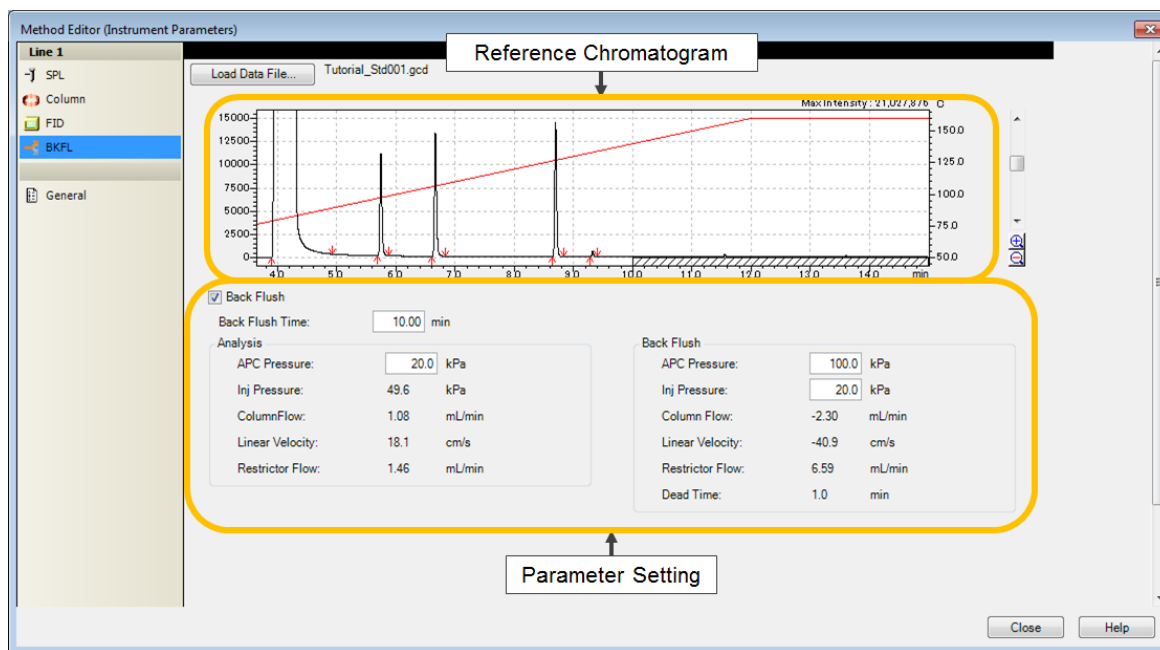 Method Editor (Instrument Parameters)
Line 1
SPL
Column
FID
BKFL
General
Reference Chromatogram
Load Data File... Tutorial_Std001.gcd
Max Intensity : 21,027,876 C
15000
12500
10000
7500
5000
2500
0
150.0
125.0
100.0
75.0
50.0
4.0 5.0 6.0 7.0 8.0 9.0 10.0 11.0 12.0 13.0 14.0 min
Back Flush
Back Flush Time: 10.00 min
Analysis
APC Pressure: 20.0 kPa
Inj Pressure: 49.6 kPa
ColumnFlow: 1.08 mL/min
Linear Velocity: 18.1 cm/s
Restrictor Flow: 1.46 mL/min
Back Flush
APC Pressure: 100.0 kPa
Inj Pressure: 20.0 kPa
Column Flow: -2.30 mL/min
Linear Velocity: -40.9 cm/s
Restrictor Flow: 6.59 mL/min
Dead Time: 1.0 min
Parameter Setting
Close Help